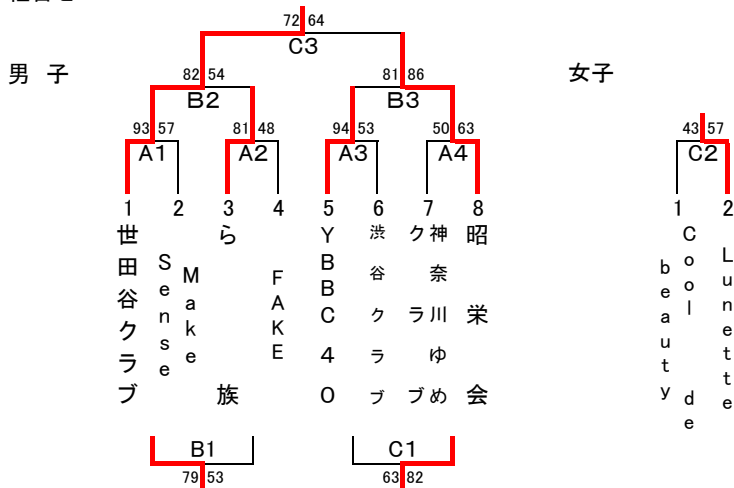 72 64
C3
男 子
女子
82 54
81 86
B2
B3
93 57
81 48
94 53
50 63
43 57
A1
A2
A3
A4
C2
1 2 3 4 5 6 7 8
1 2
世田谷クラブ
Sense
Make
ら族
FAKE
YBBC40
渋谷クラブ
神奈川ゆめ
クラブ
昭栄会
Cool de
beauty
Lunette
B1
C1
79 53
63 82